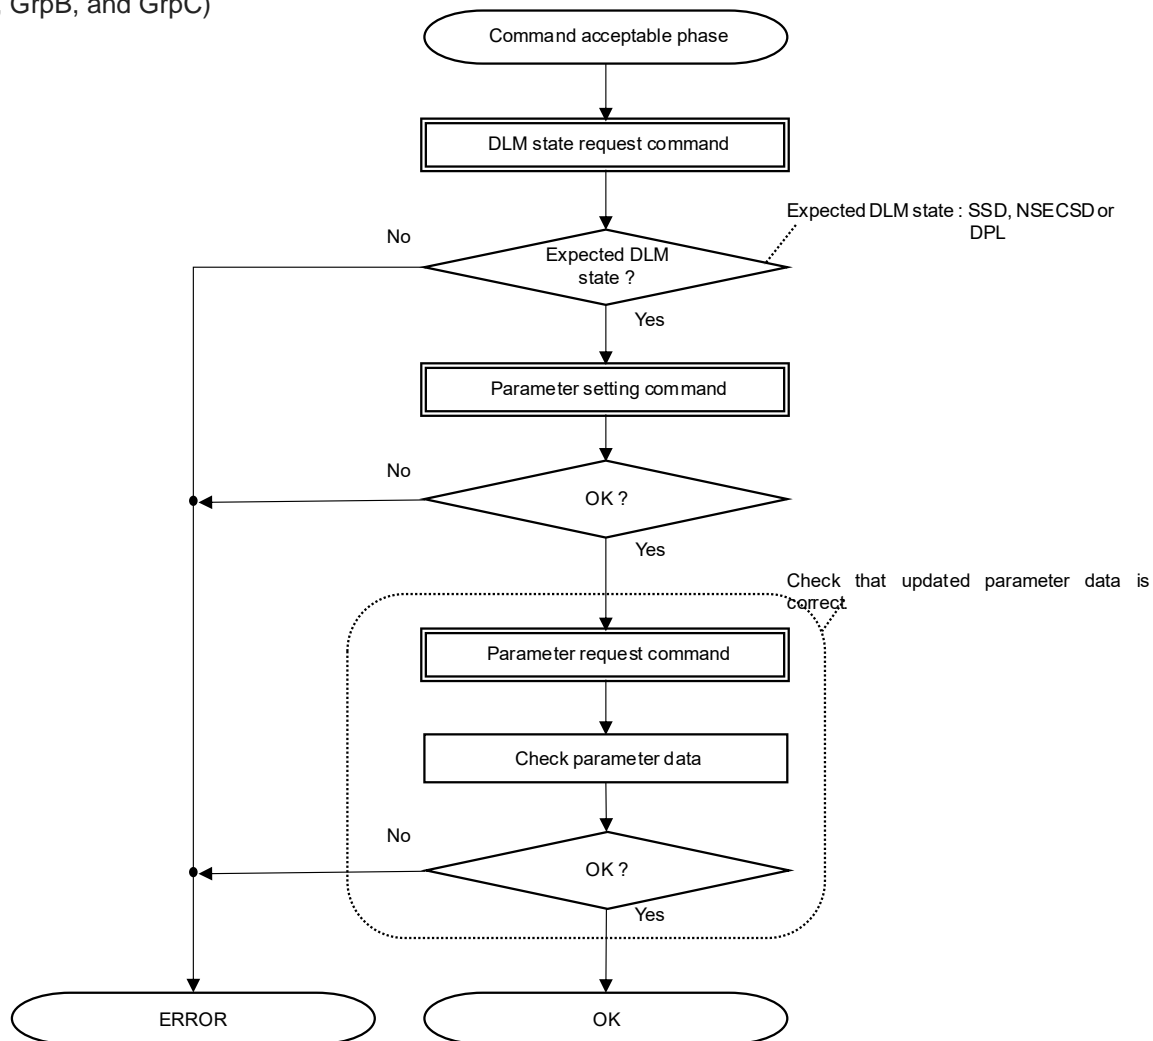 GrpB, and GrpC)
Command acceptable phase
DLM state request command
Expected DLM state : SSD, NSECSD or
DPL
No
Expected DLM
state ?
Yes
Parameter setting command
No
OK ?
Yes
Check that updated parameter data is
correct.
Parameter request command
Check parameter data
No
OK ?
Yes
ERROR
OK